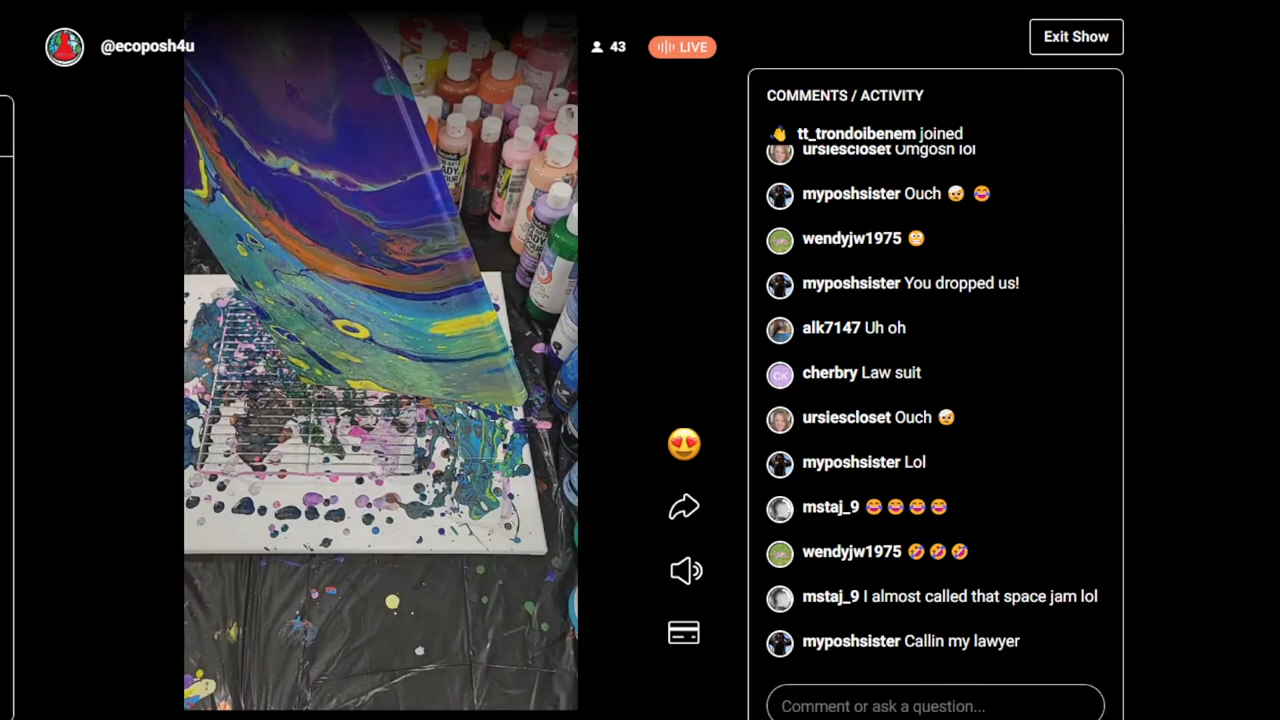 @ecoposh4u
43
LIVE
Exit Show
COMMENTS / ACTIVITY
tt_trondoibenem joined
ursiescloset Omgosh lol
myposhsister Ouch 🤕 😂
wendyjw1975 😬
myposhsister You dropped us!
alk7147 Uh oh
CK
cherbry Law suit
ursiescloset Ouch 🤕
myposhsister Lol
mstaj_9 😂 😂 😂 😂
wendyjw1975 🤣 🤣 🤣
mstaj_9 I almost called that space jam lol
myposhsister Callin my lawyer
Comment or ask a question...